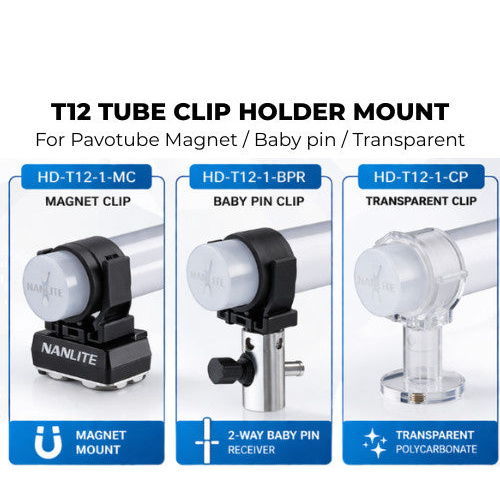 T12 TUBE CLIP HOLDER MOUNT
For Pavotube Magnet / Baby pin / Transparent
HD-T12-1-MC
MAGNET CLIP
NANLITE
NANLITE
MAGNET
MOUNT
HD-T12-1-BPR
BABY PIN CLIP
NANLITE
2-WAY BABY PIN
RECEIVER
HD-T12-1-CP
TRANSPARENT CLIP
NANLITE
TRANSPARENT
POLYCARBONATE